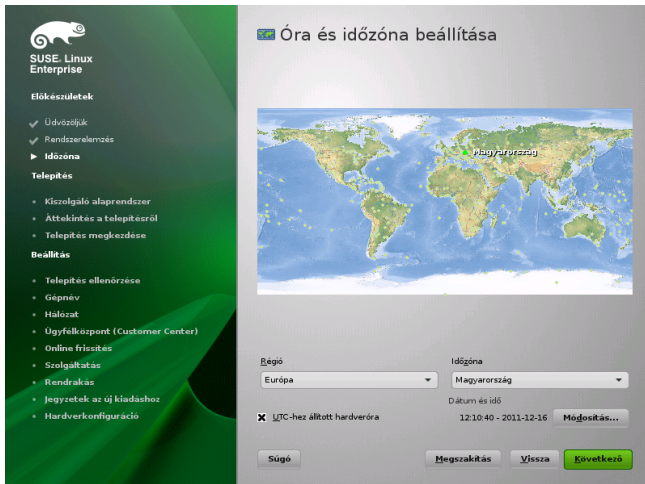 SUSE. Linux
Enterprise
Előkészületek
Üdvözöljük
Rendszerelemzés
Időzóna
Telepítés
Kiszolgáló alaprendszer
Áttekintés a telepítésről
Telepítés megkezdése
Beállítás
Telepítés ellenőrzése
Gépnév
Hálózat
Ügyfélközpont (Customer Center)
Online frissítés
Szolgáltatás
Rendrakás
Jegyzetek az új kiadáshoz
Hardverkonfiguráció
Óra és időzóna beállítása
Magyarország
Régió
Időzóna
Európa
Magyarország
Dátum és idő
UTC-hez állított hardveróra
12:10:40 - 2011-12-16
Módosítás...
Súgó
Megszakítás
Vissza
Következő